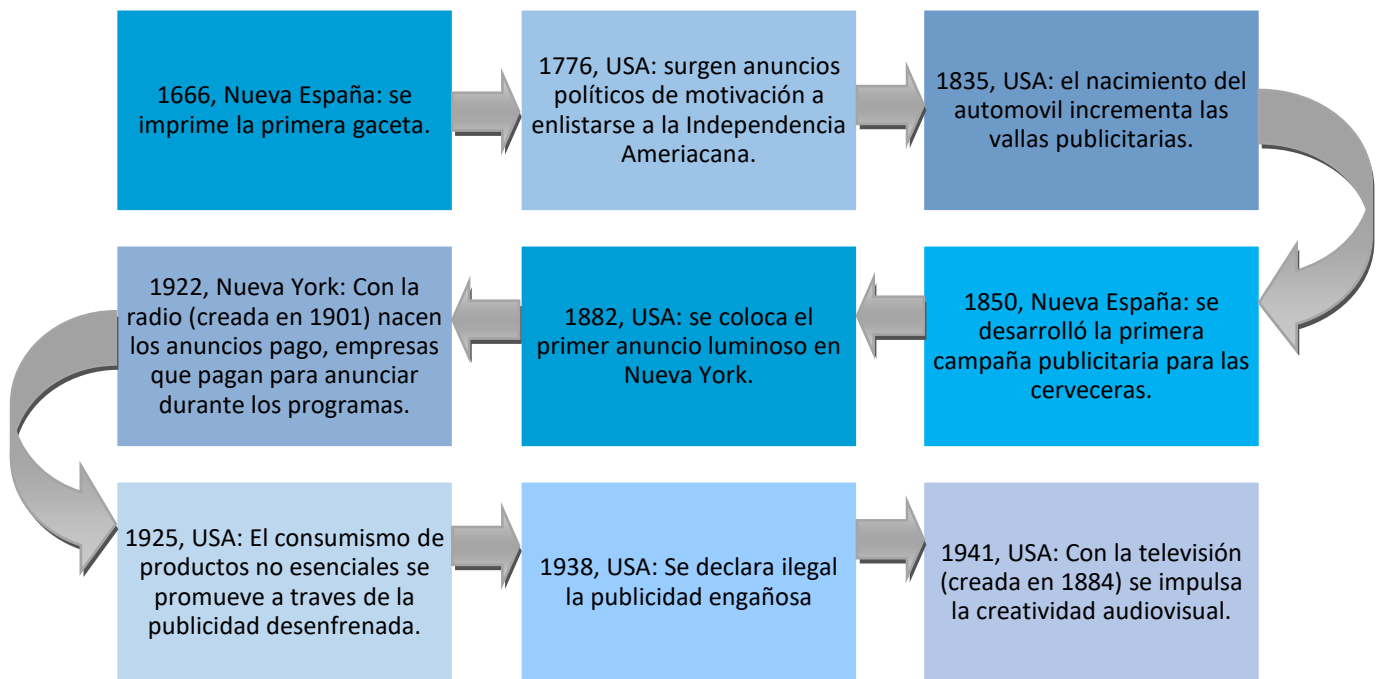 1666, Nueva España: se
imprime la primera gaceta.
1776, USA: surgen anuncios
políticos de motivación a
enlistarse a la Independencia
Ameriacana.
1835, USA: el nacimiento del
automovil incrementa las
vallas publicitarias.
1850, Nueva España: se
desarrolló la primera
campaña publicitaria para las
cerveceras.
1882, USA: se coloca el
primer anuncio luminoso en
Nueva York.
1922, Nueva York: Con la
radio (creada en 1901) nacen
los anuncios pago, empresas
que pagan para anunciar
durante los programas.
1925, USA: El consumismo de
productos no esenciales se
promueve a traves de la
publicidad desenfrenada.
1938, USA: Se declara ilegal
la publicidad engañosa
1941, USA: Con la televisión
(creada en 1884) se impulsa
la creatividad audiovisual.